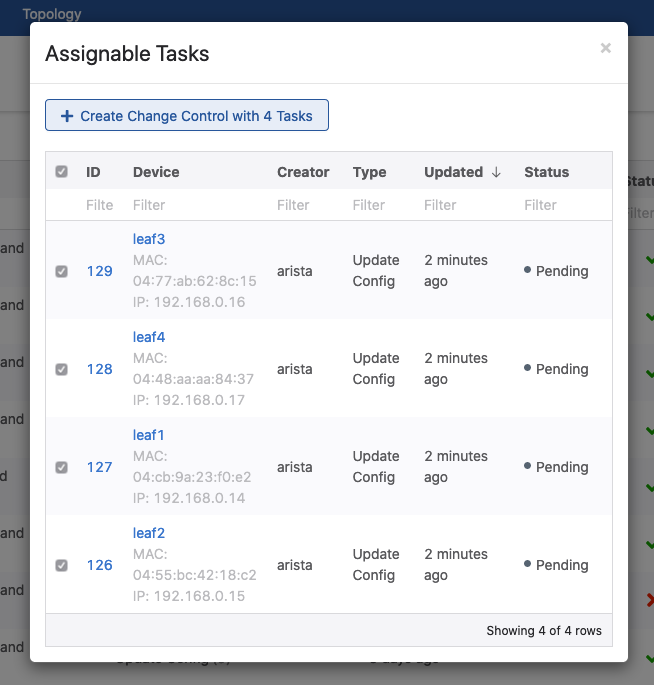 Topology
Assignable Tasks
×
+ Create Change Control with 4 Tasks
ID Device Creator Type Updated ↓ Status
Filte Filter Filter Filter Filter Filter
leaf3
MAC:
04:77:ab:62:8c:15
IP: 192.168.0.16
129 arista Update Config 2 minutes ago Pending
leaf4
MAC:
04:48:aa:aa:84:37
IP: 192.168.0.17
128 arista Update Config 2 minutes ago Pending
leaf1
MAC:
04:cb:9a:23:f0:e2
IP: 192.168.0.14
127 arista Update Config 2 minutes ago Pending
leaf2
MAC:
04:55:bc:42:18:c2
IP: 192.168.0.15
126 arista Update Config 2 minutes ago Pending
Showing 4 of 4 rows
and
and
and
and
d
and
and
and